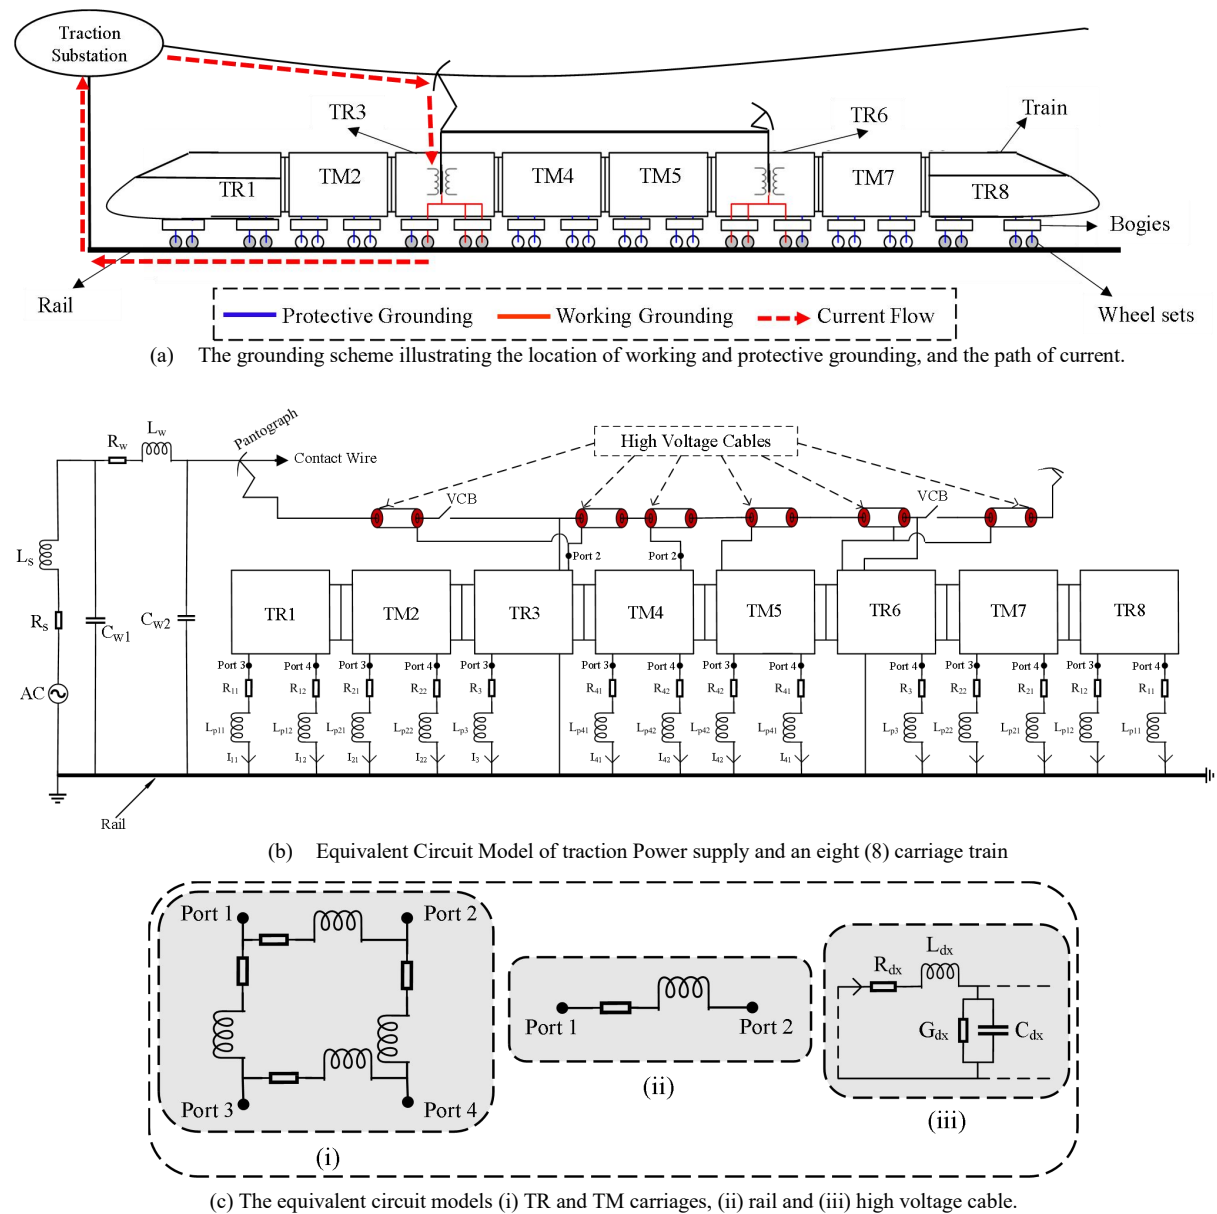 Traction
Substation
TR3
TR6
Train
TR1
TM2
TM4
TM5
TM7
TR8
Bogies
Rail
Wheel sets
Protective Grounding
Working Grounding
Current Flow
(a) The grounding scheme illustrating the location of working and protective grounding, and the path of current.
Rw
Lw
Pantograph
Contact Wire
High Voltage Cables
VCB
VCB
Port 2
Port 2
Ls
Rs
Cw1
Cw2
AC
TR1
TM2
TR3
TM4
TM5
TR6
TM7
TR8
Port 3
Port 4
Port 3
Port 4
Port 3
Port 3
Port 4
Port 3
Port 4
Port 4
Port 3
Port 4
Port 3
Port 4
R11
R12
R21
R22
R3
R41
R42
R42
R41
R3
R22
R21
R12
R11
Lp11
Lp12
Lp21
Lp22
Lp3
Lp41
Lp42
Lp42
Lp41
Lp3
Lp22
Lp21
Lp12
Lp11
I11
I12
I21
I22
I3
I41
I42
I42
I41
I3
I22
I21
I12
I11
Rail
(b) Equivalent Circuit Model of traction Power supply and an eight (8) carriage train
Port 1
Port 2
Port 3
Port 4
(i)
Port 1
Port 2
(ii)
Rdx
Ldx
Gdx
Cdx
(iii)
(c) The equivalent circuit models (i) TR and TM carriages, (ii) rail and (iii) high voltage cable.